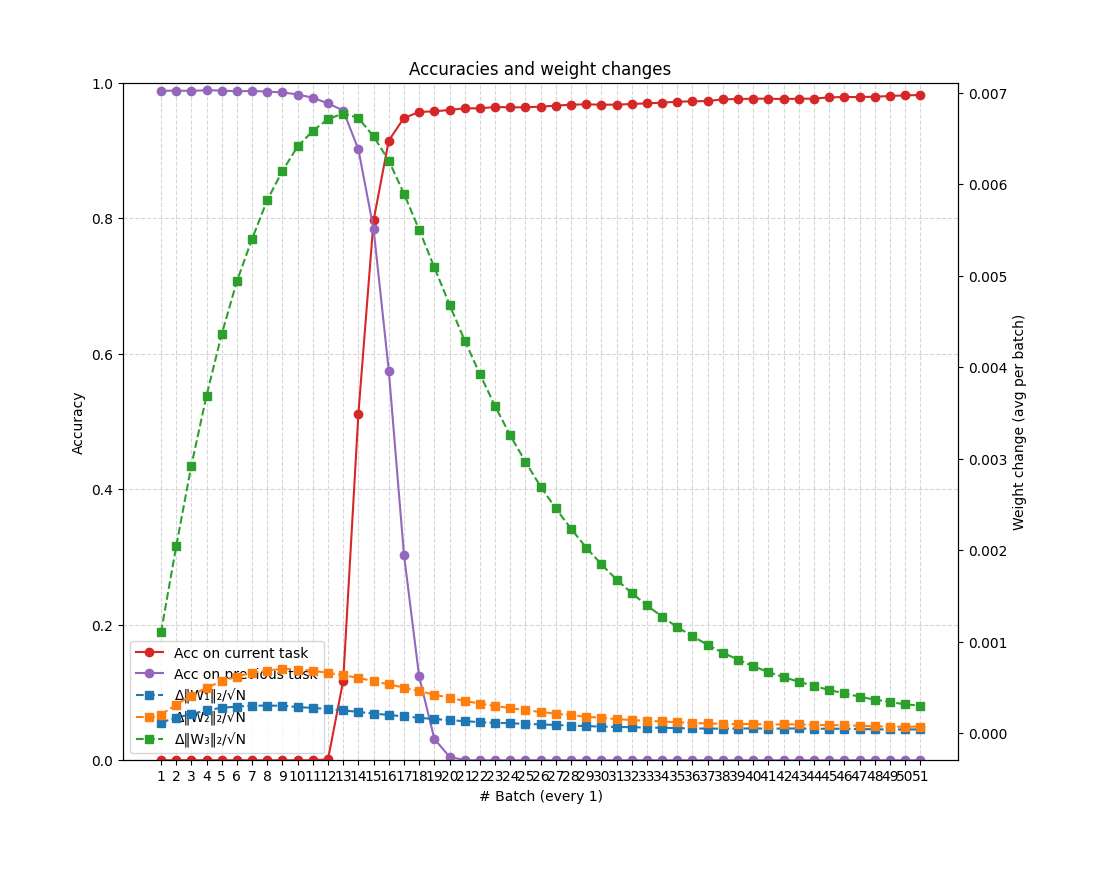 Accuracies and weight changes
1.0
0.8
0.6
0.4
0.2
0.0
Accuracy
0.007
0.006
0.005
0.004
0.003
0.002
0.001
0.000
Weight change (avg per batch)
Acc on current task
Acc on previous task
Δ‖W₁‖₂/√N
Δ‖W₂‖₂/√N
Δ‖W₃‖₂/√N
1 2 3 4 5 6 7 8 9 10 11 12 13 14 15 16 17 18 19 20 21 22 23 24 25 26 27 28 29 30 31 32 33 34 35 36 37 38 39 40 41 42 43 44 45 46 47 48 49 50 51
# Batch (every 1)